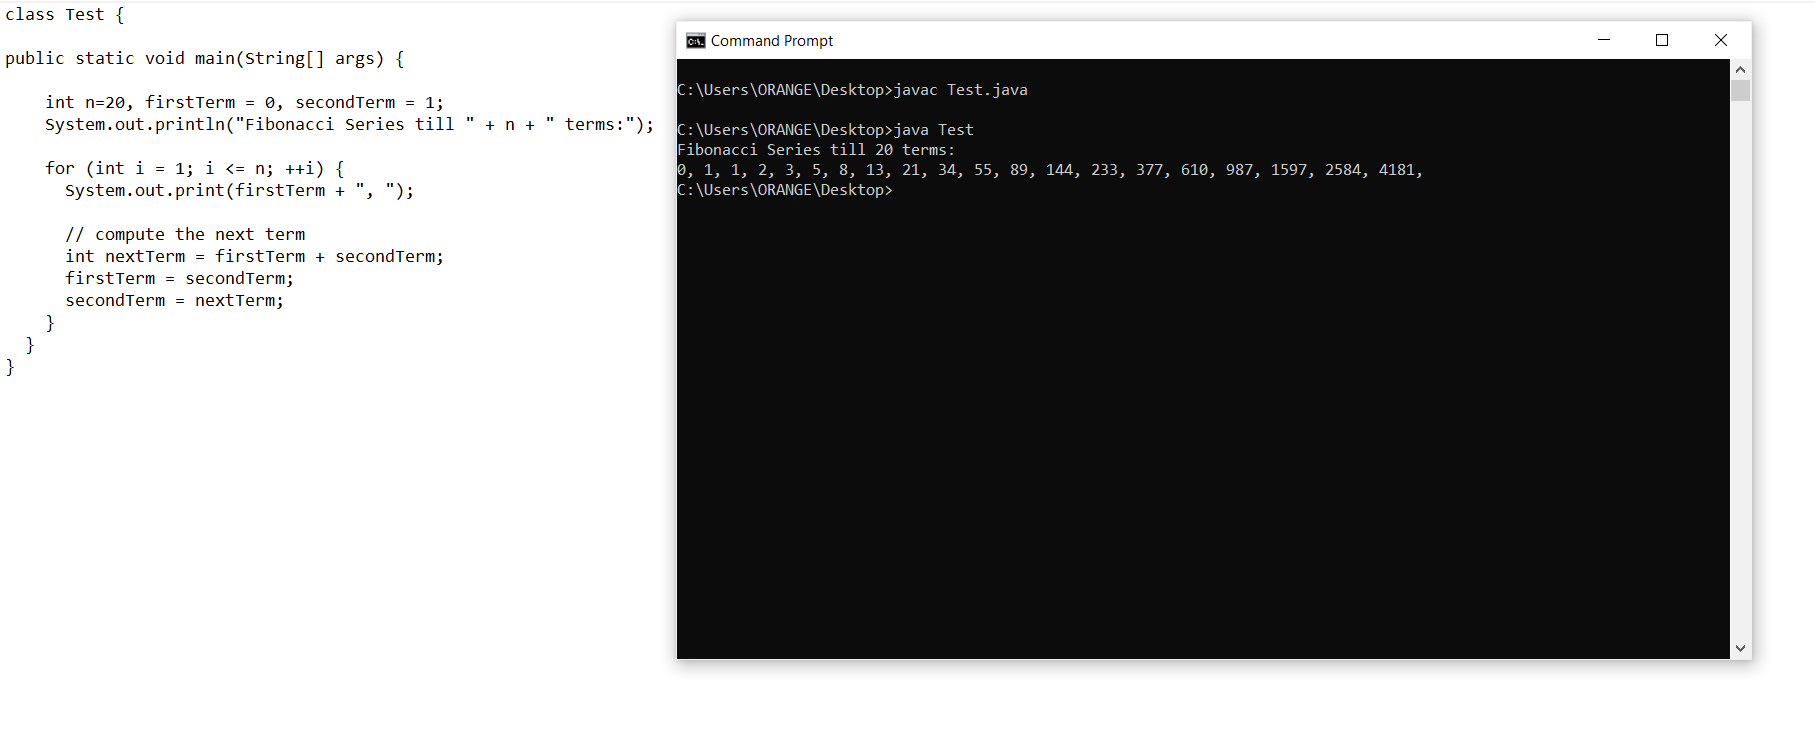 class Test {
public static void main(String[] args) {
int n=20, firstTerm = 0, secondTerm = 1;
System.out.println("Fibonacci Series till " + n + " terms:");
for (int i = 1; i <= n; ++i) {
System.out.print(firstTerm + ", ");
// compute the next term
int nextTerm = firstTerm + secondTerm;
firstTerm = secondTerm;
secondTerm = nextTerm;
}
}
}
Command Prompt
C:\Users\ORANGE\Desktop>javac Test.java
C:\Users\ORANGE\Desktop>java Test
Fibonacci Series till 20 terms:
0, 1, 1, 2, 3, 5, 8, 13, 21, 34, 55, 89, 144, 233, 377, 610, 987, 1597, 2584, 4181,
C:\Users\ORANGE\Desktop>